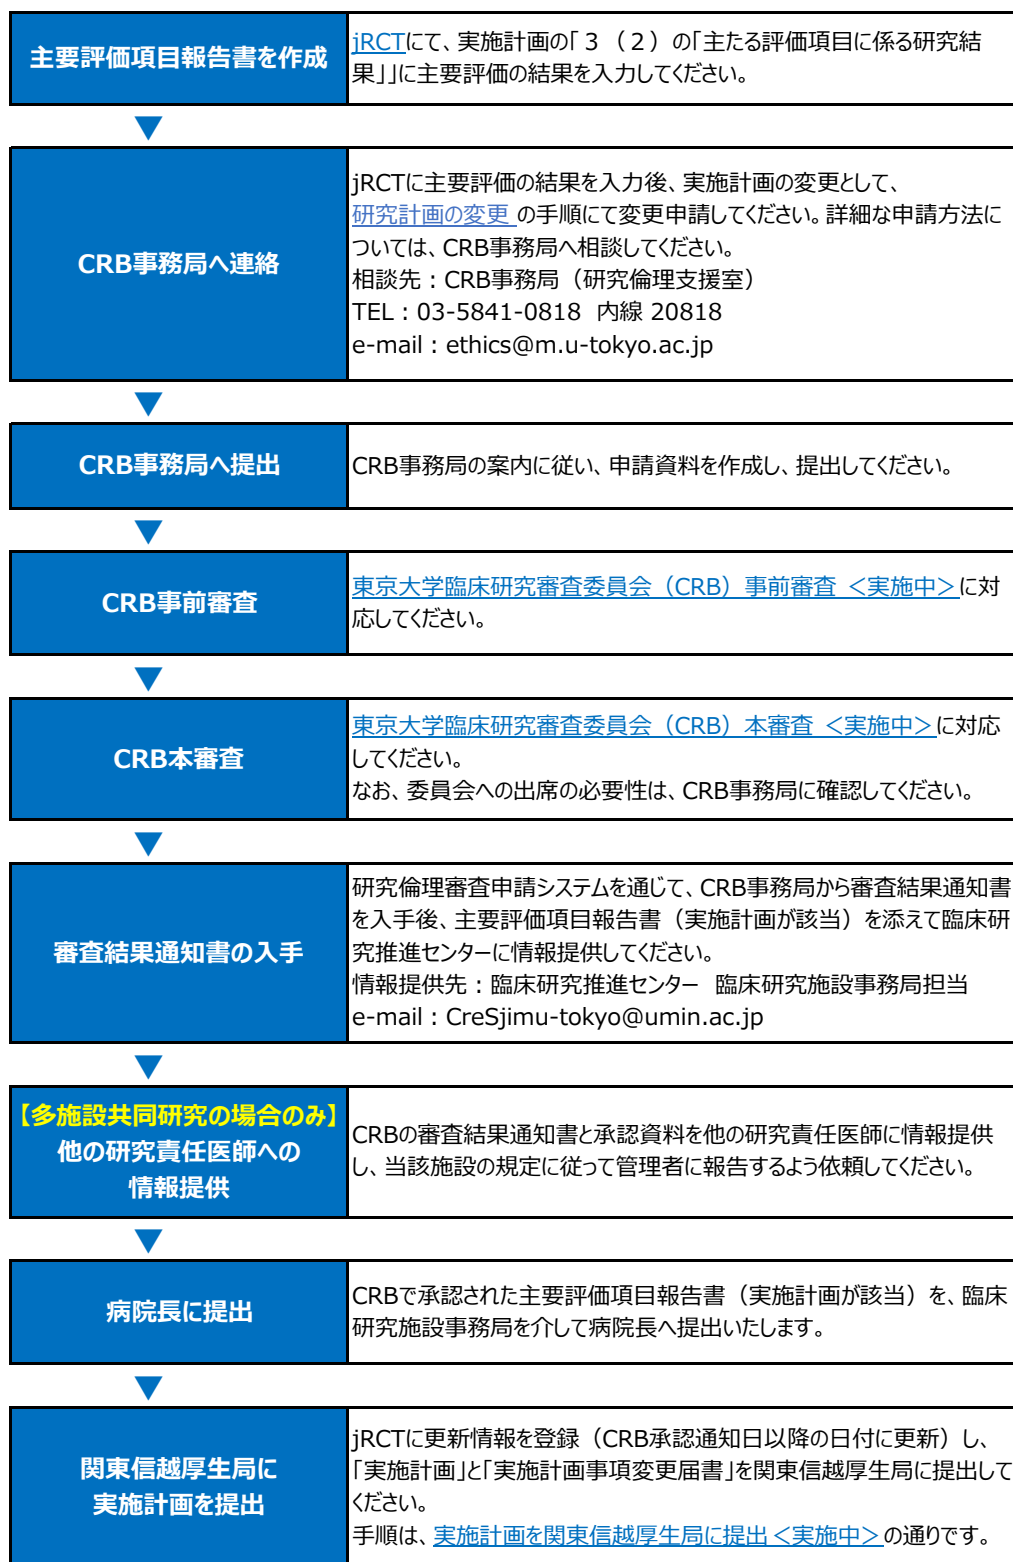 主要評価項目報告書を作成
jRCTにて、実施計画の「３（２）の「主たる評価項目に係る研究結
果」」に主要評価の結果を入力してください。
▼
CRB事務局へ連絡
jRCTに主要評価の結果を入力後、実施計画の変更として、
研究計画の変更 の手順にて変更申請してください。詳細な申請方法に
ついては、CRB事務局へ相談してください。
相談先：CRB事務局（研究倫理支援室）
TEL：03-5841-0818 内線 20818
e-mail：ethics@m.u-tokyo.ac.jp
▼
CRB事務局へ提出
CRB事務局の案内に従い、申請資料を作成し、提出してください。
▼
CRB事前審査
東京大学臨床研究審査委員会（CRB）事前審査 ＜実施中＞に対
応してください。
▼
CRB本審査
東京大学臨床研究審査委員会（CRB）本審査 ＜実施中＞に対応
してください。
なお、委員会への出席の必要性は、CRB事務局に確認してください。
▼
審査結果通知書の入手
研究倫理審査申請システムを通じて、CRB事務局から審査結果通知書
を入手後、主要評価項目報告書（実施計画が該当）を添えて臨床研
究推進センターに情報提供してください。
情報提供先：臨床研究推進センター 臨床研究施設事務局担当
e-mail：CreSjimu-tokyo@umin.ac.jp
▼
【多施設共同研究の場合のみ】
他の研究責任医師への
情報提供
CRBの審査結果通知書と承認資料を他の研究責任医師に情報提供
し、当該施設の規定に従って管理者に報告するよう依頼してください。
▼
病院長に提出
CRBで承認された主要評価項目報告書（実施計画が該当）を、臨床
研究施設事務局を介して病院長へ提出いたします。
▼
関東信越厚生局に
実施計画を提出
jRCTに更新情報を登録（CRB承認通知日以降の日付に更新）し、
「実施計画」と「実施計画事項変更届書」を関東信越厚生局に提出して
ください。
手順は、実施計画を関東信越厚生局に提出＜実施中＞の通りです。